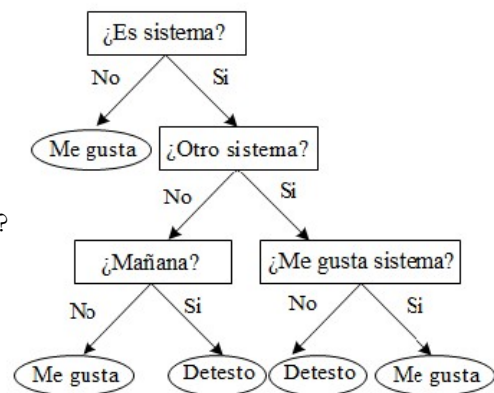 ¿Es sistema?
No Si
Me gusta ¿Otro sistema?
No Si
?
¿Mañana? ¿Me gusta sistema?
No Si No Si
Me gusta Detesto Detesto Me gusta